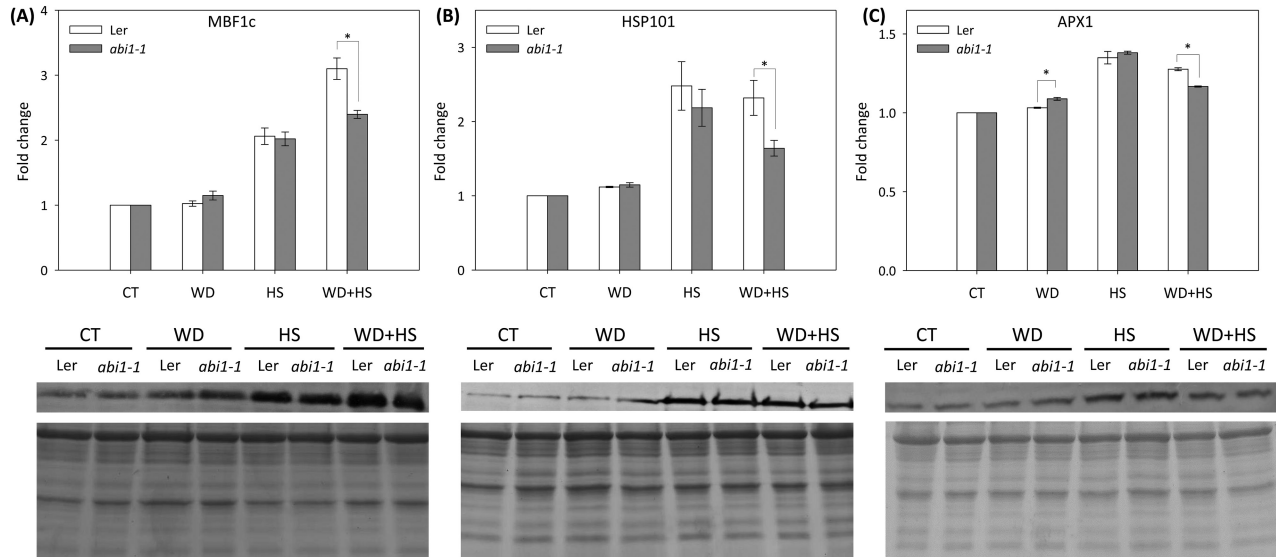 (A) MBF1c
Ler
abi1-1
Fold change
4
3
2
1
0
*
CT WD HS WD+HS
CT WD HS WD+HS
Ler abi1-1 Ler abi1-1 Ler abi1-1 Ler abi1-1
(B) HSP101
Ler
abi1-1
Fold change
3
2
1
0
*
CT WD HS WD+HS
CT WD HS WD+HS
Ler abi1-1 Ler abi1-1 Ler abi1-1 Ler abi1-1
(C) APX1
Ler
abi1-1
Fold change
1.5
1.0
0.5
0.0
*
*
CT WD HS WD+HS
CT WD HS WD+HS
Ler abi1-1 Ler abi1-1 Ler abi1-1 Ler abi1-1